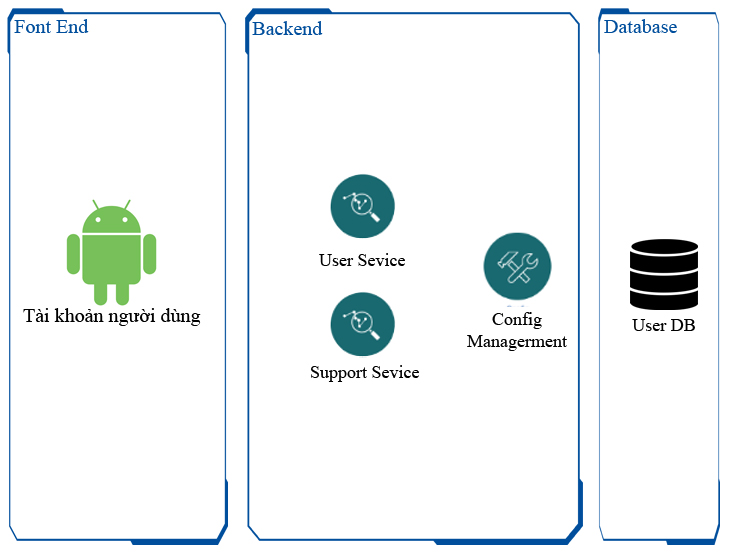 Font End
Backend
Database
Tài khoản người dùng
User Sevice
Support Sevice
Config
Managerment
User DB